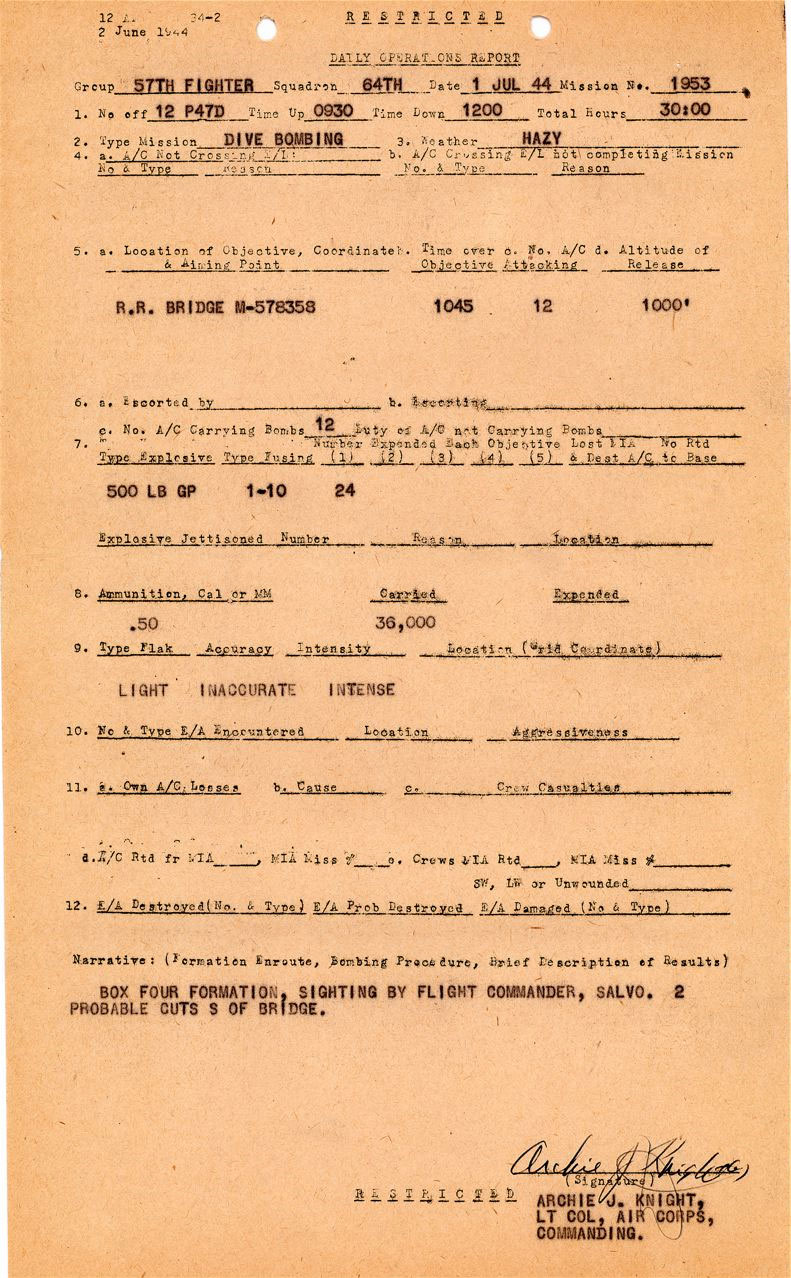 12 A. 34-2
R E S T R I C T E D
2 June 1944
DAILY OPERATIONS REPORT
Group 57TH FIGHTER Squadron 64TH Date 1 JUL 44 Mission No. 1953
1. No off 12 P47D Time Up 0930 Time Down 1200 Total Hours 30:00
2. Type Mission DIVE BOMBING 3. Weather HAZY
4. a. A/C Not Crossing E/L: b. A/C Crossing E/L not completing Mission
No & Type Reason No. & Type Reason
5. a. Location of Objective, Coordinate b. Time over c. No. A/C d. Altitude of
& Aiming Point Objective Attacking Release
R.R. BRIDGE M-578358 1045 12 1000'
6. a. Escorted by b. Escorting
c. No. A/C Carrying Bombs 12 Duty of A/C not Carrying Bombs
7. Number Expended Each Objective Lost MIA No Rtd
Type Explosive Type Fusing (1) (2) (3) (4) (5) & Dest A/C to Base
500 LB GP 1-10 24
Explosive Jettisoned Number Reason Location
8. Ammunition, Cal or MM Carried Expended
.50 36,000
9. Type Flak Accuracy Intensity Location (Grid Coordinate)
LIGHT INACCURATE INTENSE
10. No & Type E/A Encountered Location Aggressiveness
11. a. Own A/C Losses b. Cause c. Crew Casualties
d. A/C Rtd fr MIA____, MIA Miss #___ e. Crews MIA Rtd____, MIA Miss #
SW, LW or Unwounded
12. E/A Destroyed (No. & Type) E/A Prob Destroyed E/A Damaged (No & Type)
Narrative: (Formation Enroute, Bombing Procedure, Brief Description of Results)
BOX FOUR FORMATION, SIGHTING BY FLIGHT COMMANDER, SALVO. 2
PROBABLE CUTS S OF BRIDGE.
Archie J Knight
(Signature)
R E S T R I C T E D
ARCHIE J. KNIGHT,
LT COL, AIR CORPS,
COMMANDING.